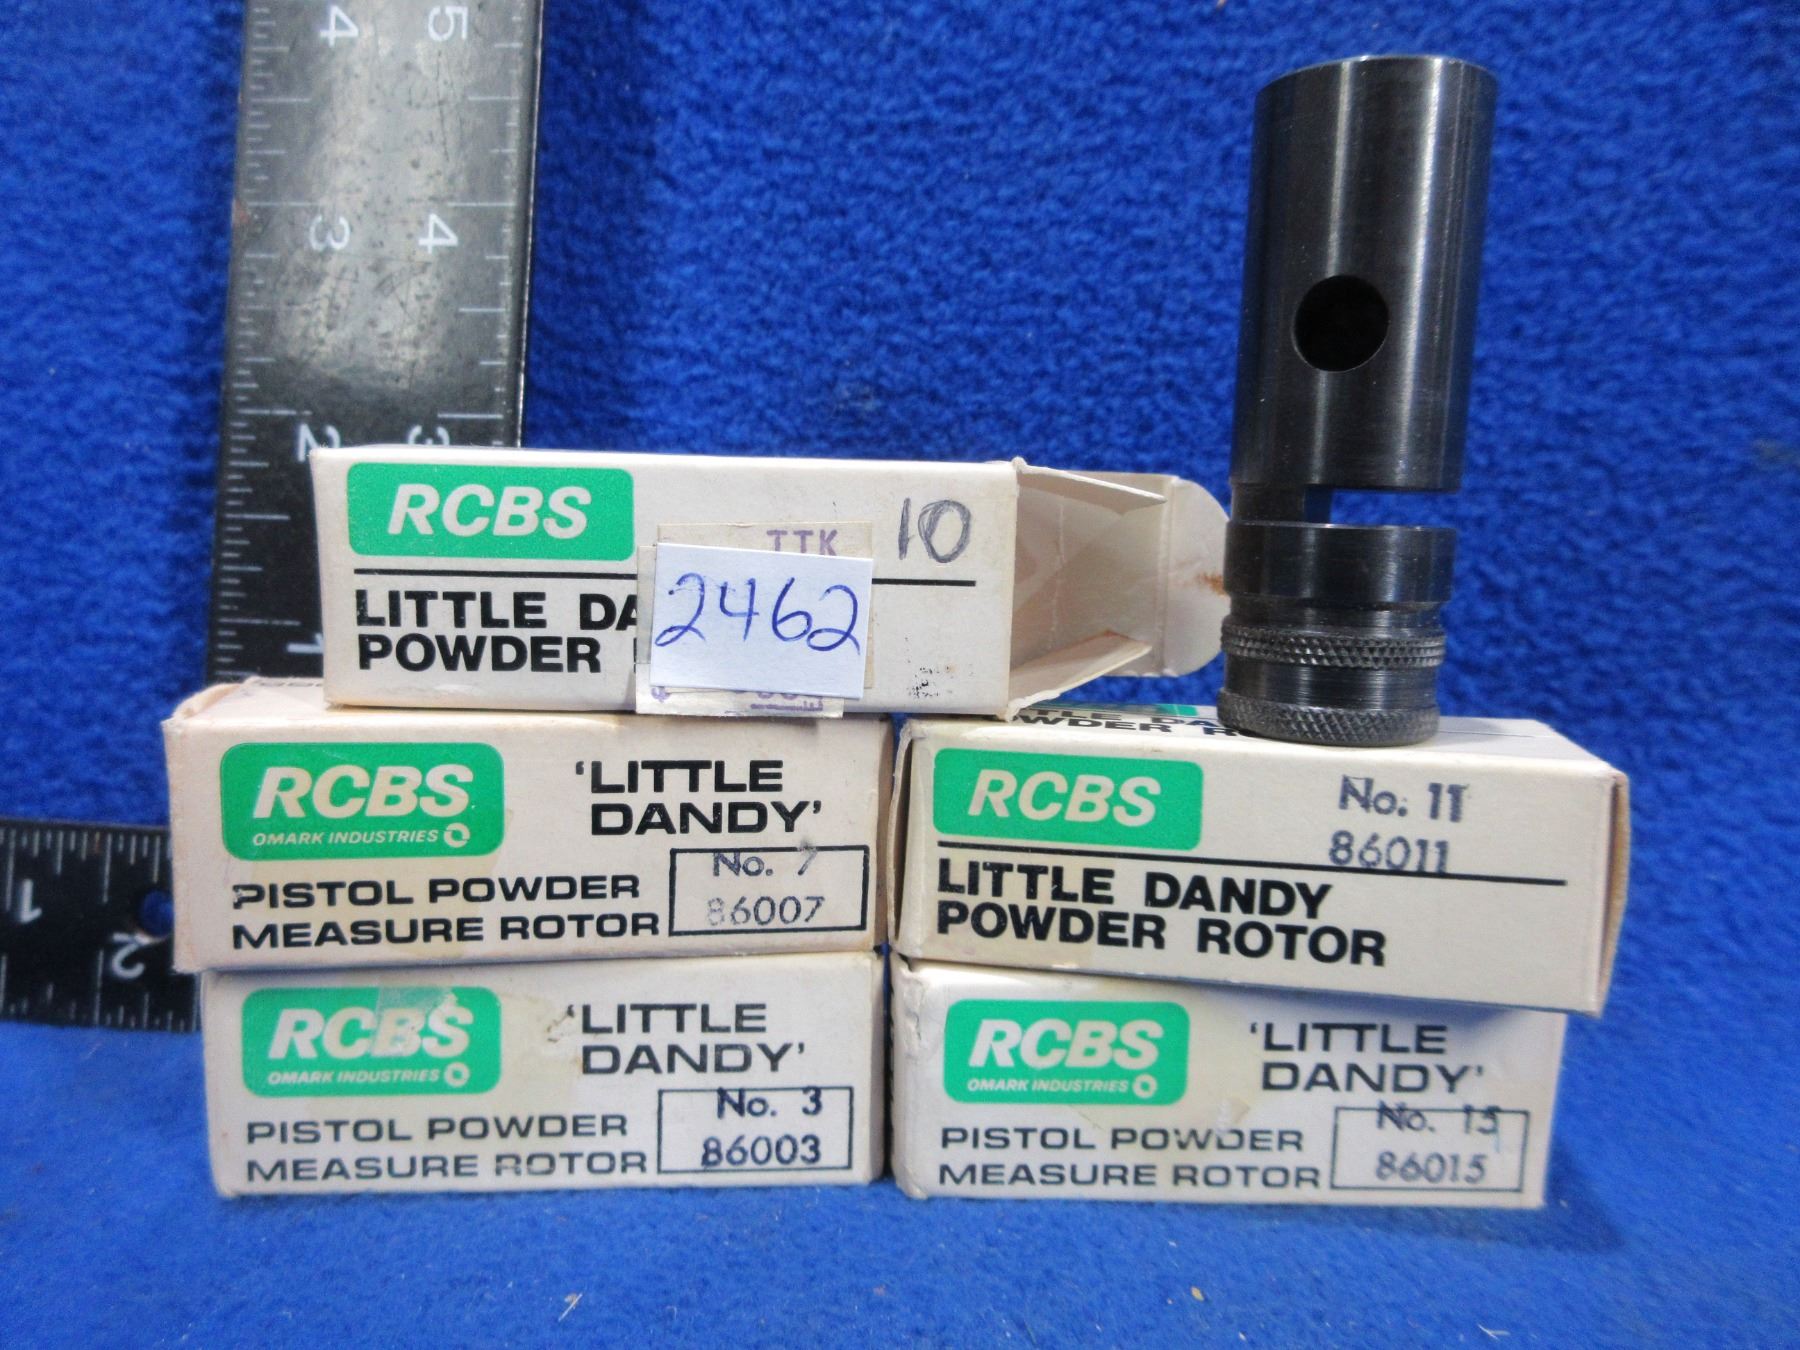 4 5
3 4
2 3
1
RCBS
10
TTK
2462
LITTLE
POWDER
RCBS
OMARK INDUSTRIES
'LITTLE
DANDY'
No. 7
86007
PISTOL POWDER
MEASURE ROTOR
RCBS
No. 11
86011
LITTLE DANDY
POWDER ROTOR
1
2
RCBS
OMARK INDUSTRIES
'LITTLE
DANDY'
No. 3
86003
PISTOL POWDER
MEASURE ROTOR
RCBS
OMARK INDUSTRIES
'LITTLE
DANDY'
No. 15
86015
PISTOL POWDER
MEASURE ROTOR